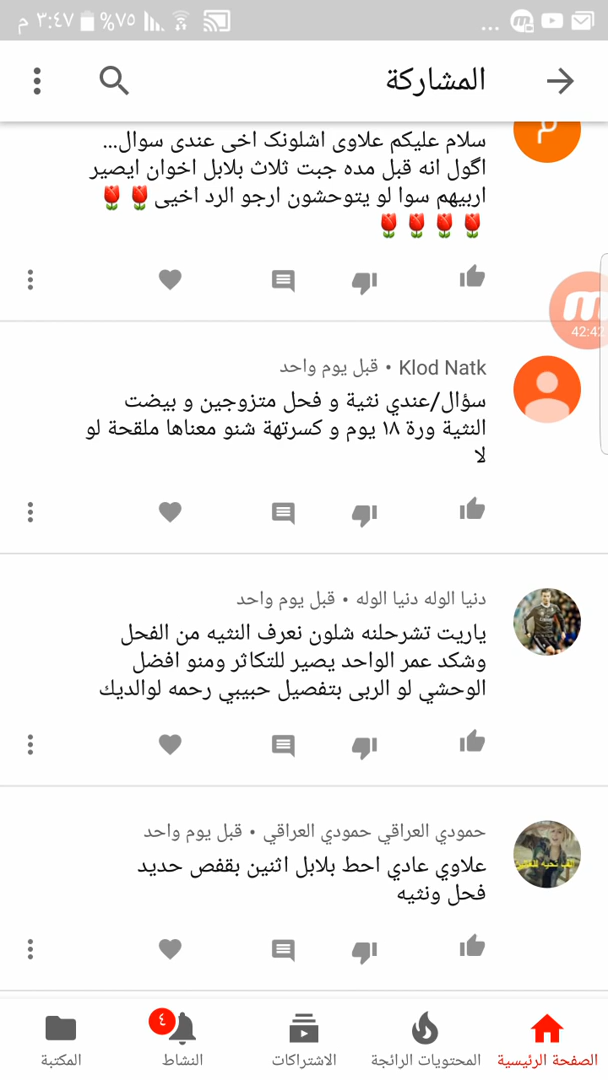 ٣:٤٧ م
٧٥%
المشاركة
م
سلام عليكم علاوى اشلونك اخى عندى سوال...
اگول انه قبل مده جبت ثلاث بلابل اخوان ايصير
اربيهم سوا لو يتوحشون ارجو الرد اخيى🌹🌹
🌹🌹🌹🌹
42:42
Klod Natk • قبل يوم واحد
سؤال/عندي نثية و فحل متزوجين و بيضت
النثية ورة ١٨ يوم و كسرتهة شنو معناها ملقحة لو
لا
دنيا الوله دنيا الوله • قبل يوم واحد
ياريت تشرحلنه شلون نعرف النثيه من الفحل
وشكد عمر الواحد يصير للتكاثر ومنو افضل
الوحشي لو الربى بتفصيل حبيبي رحمه لوالديك
حمودي العراقي حمودي العراقي • قبل يوم واحد
علاوي عادي احط بلابل اثنين بقفص حديد
فحل ونثيه
الصفحة الرئيسية
المحتويات الرائجة
الاشتراكات
٤
النشاط
المكتبة